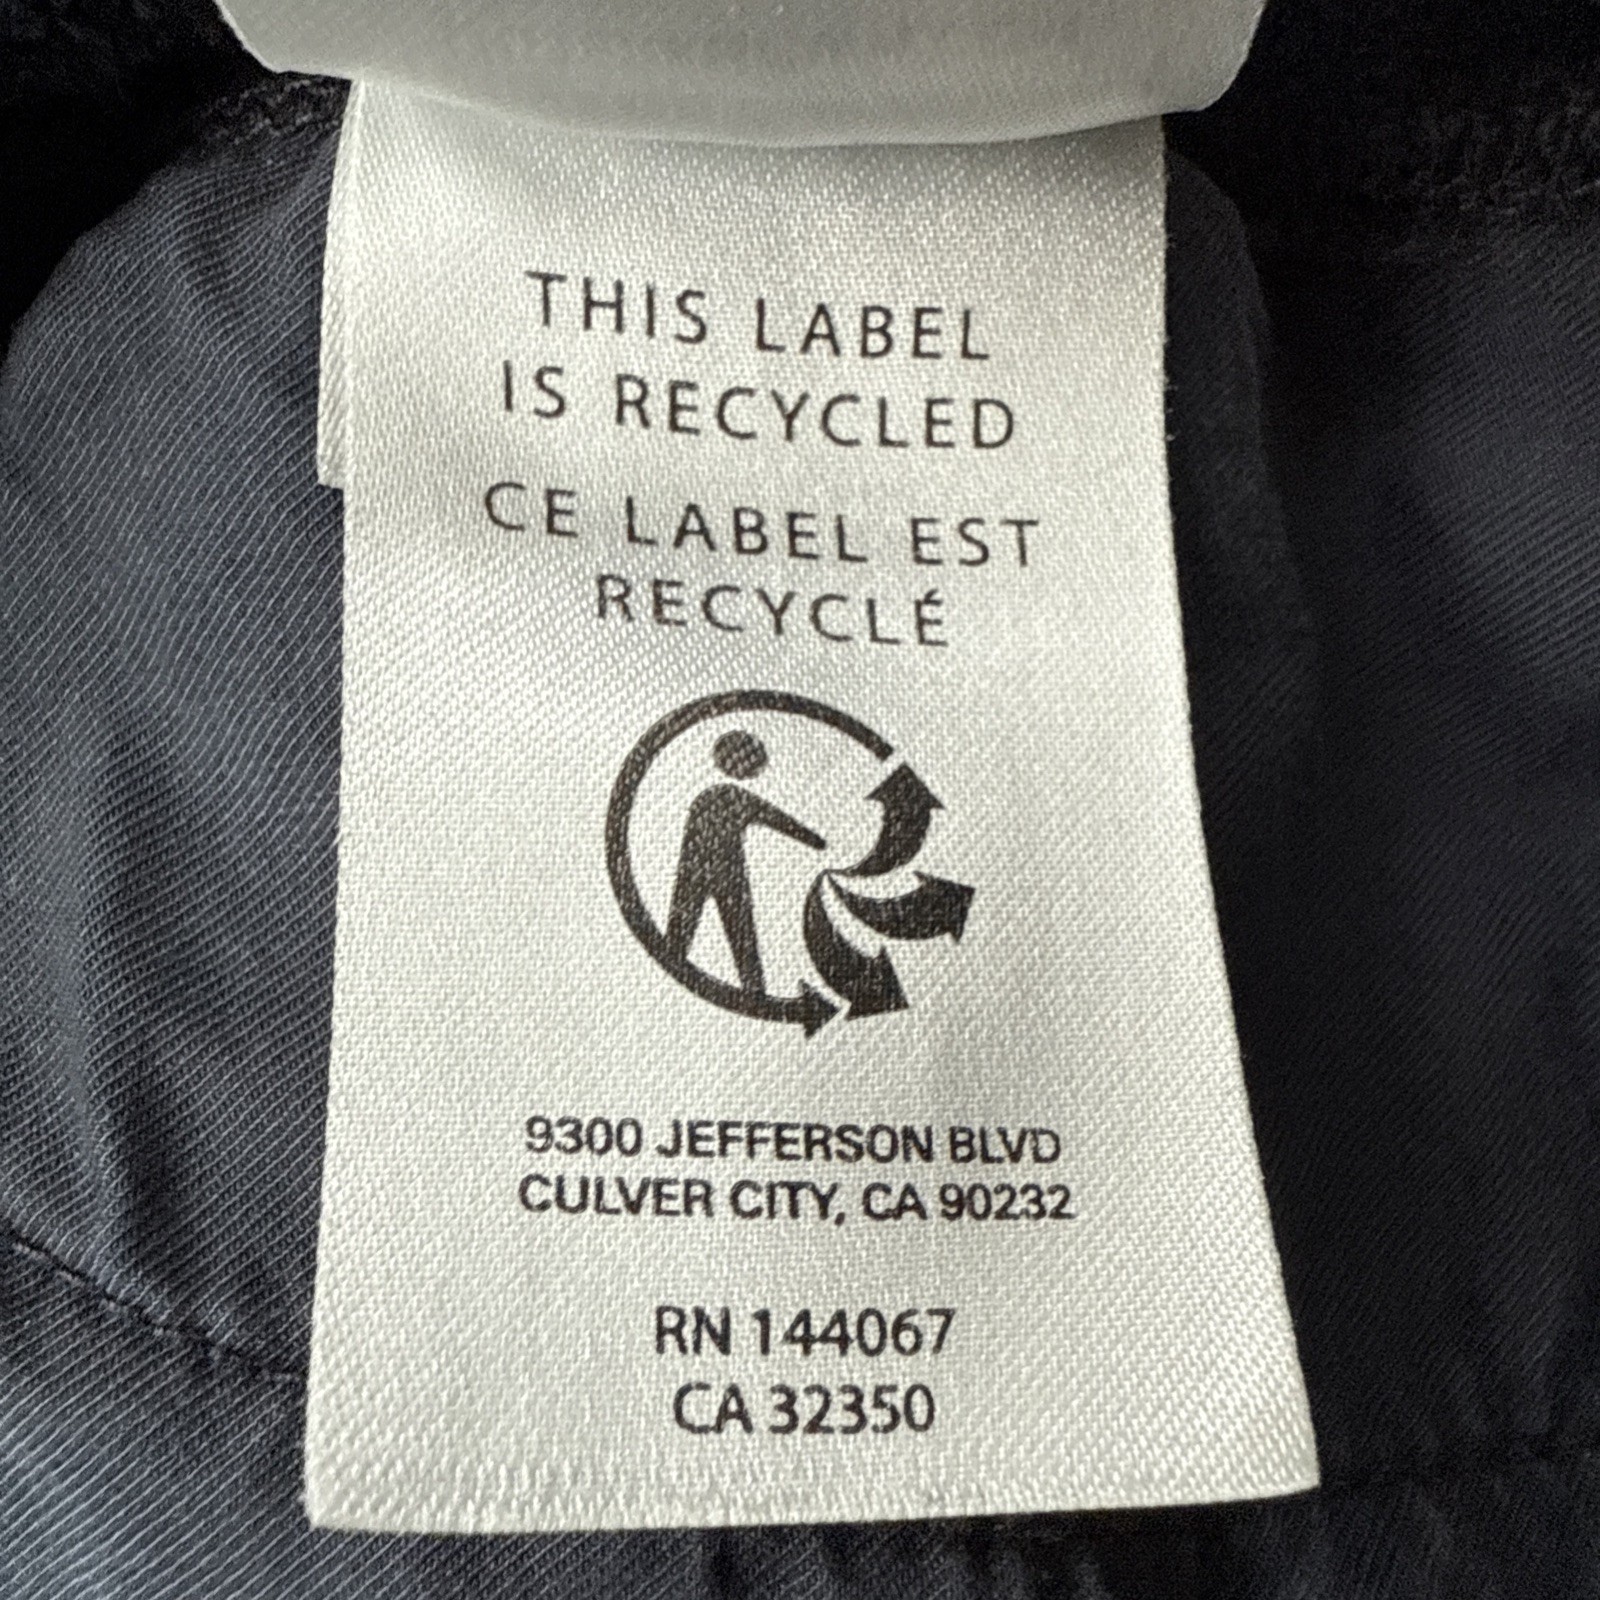 THIS LABEL
IS RECYCLED
CE LABEL EST
RECYCLÉ
9300 JEFFERSON BLVD
CULVER CITY, CA 90232
RN 144067
CA 32350